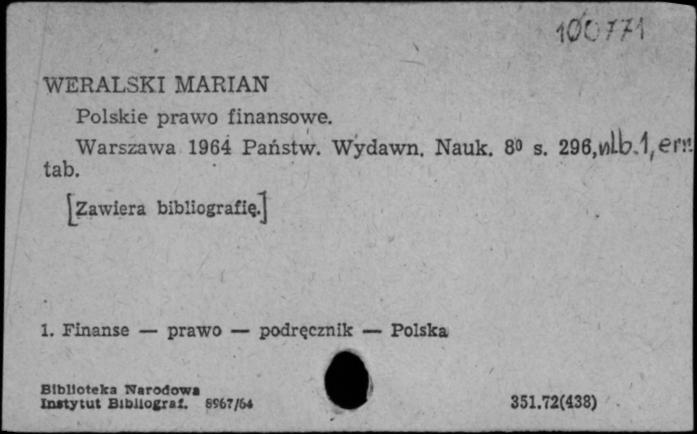 100771
WERALSKI MARIAN
Polskie prawo finansowe.
Warszawa 1964 Państw. Wydawn. Nauk. 8⁰ s. 296, nlb. 1, err.
tab.
[Zawiera bibliografię.]
1. Finanse — prawo — podręcznik — Polska
Biblioteka Narodowa
Instytut Bibliograf. 8967/64
351.72(438)